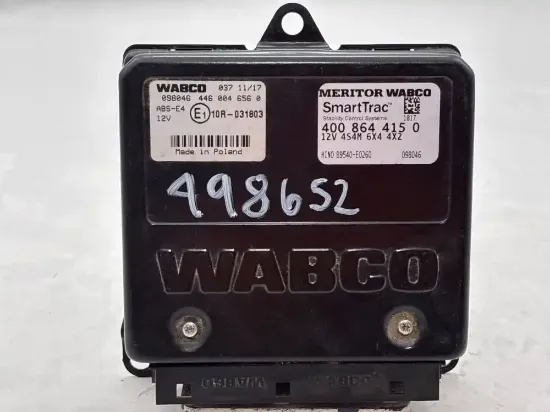 WABCO 037 11/17
098046 446 004 656 0
ABS-E4
12V
E1
10R-031803
Made in Poland
MERITOR WABCO
SmartTrac™
Stability Control Systems 1817
400 864 415 0
12V 4S4M 6X4 4X2
HINO 89540-E0260 098046
498652
WABCO